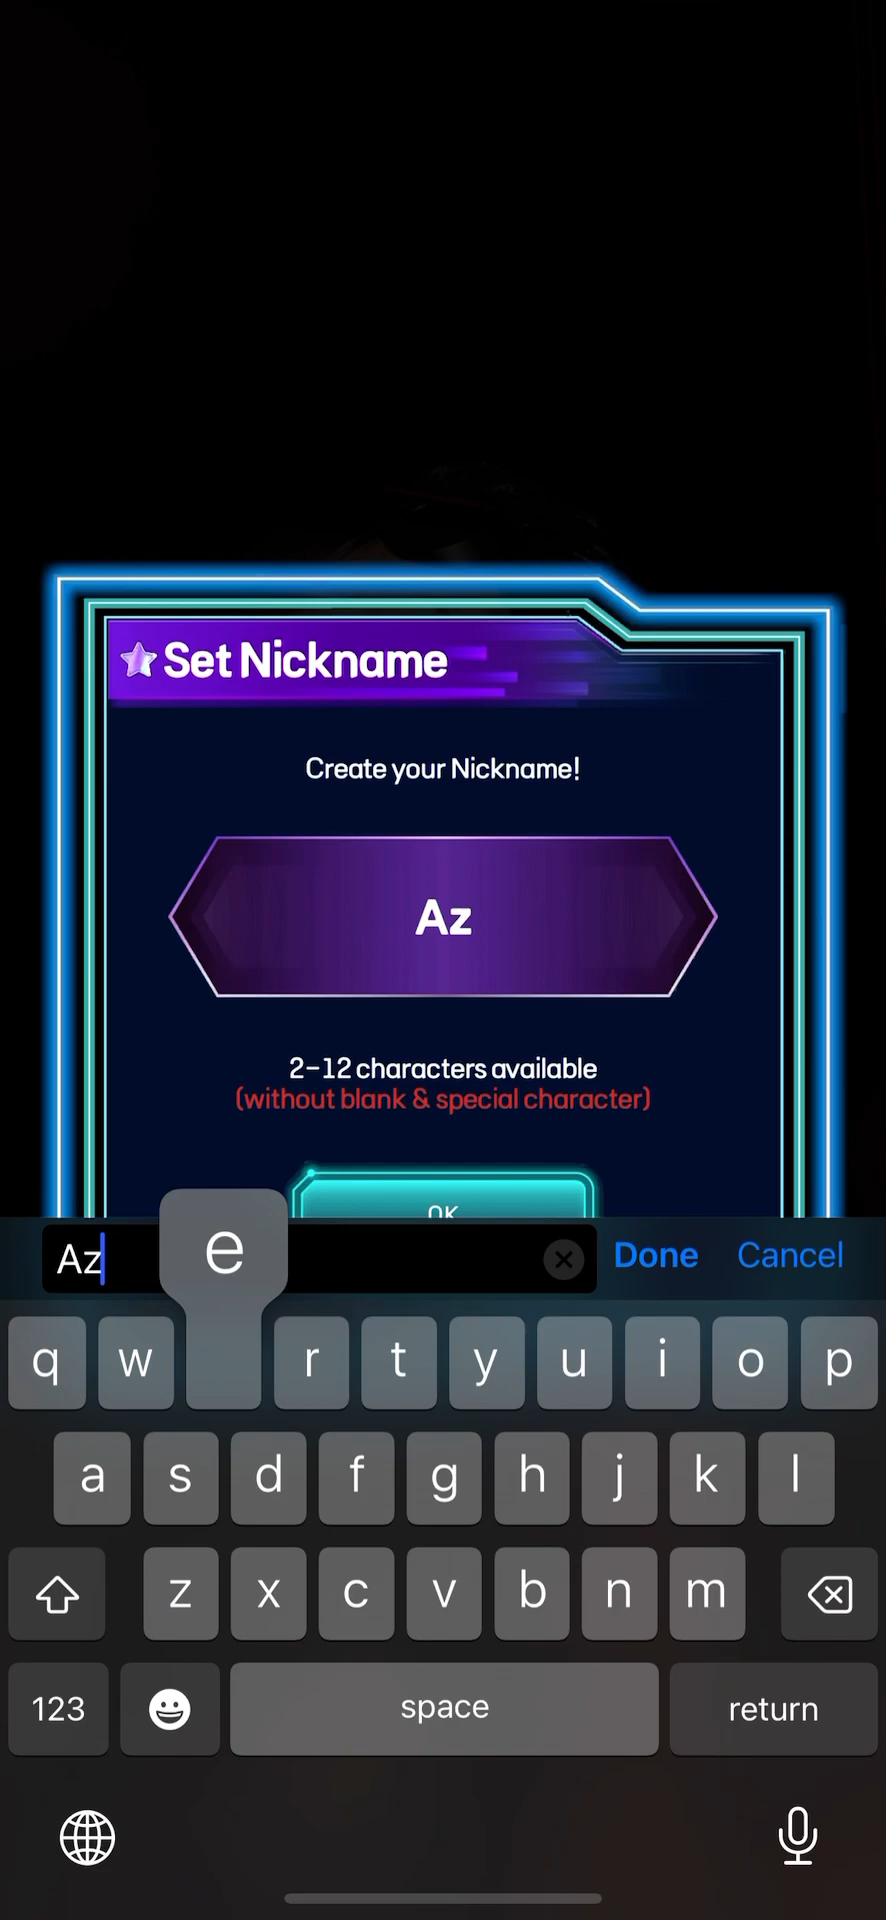 Set Nickname
Create your Nickname!
Az
2-12 characters available
(without blank & special character)
OK
Az
e
Done
Cancel
q w r t y u i o p
a s d f g h j k l
z x c v b n m
123
space
return